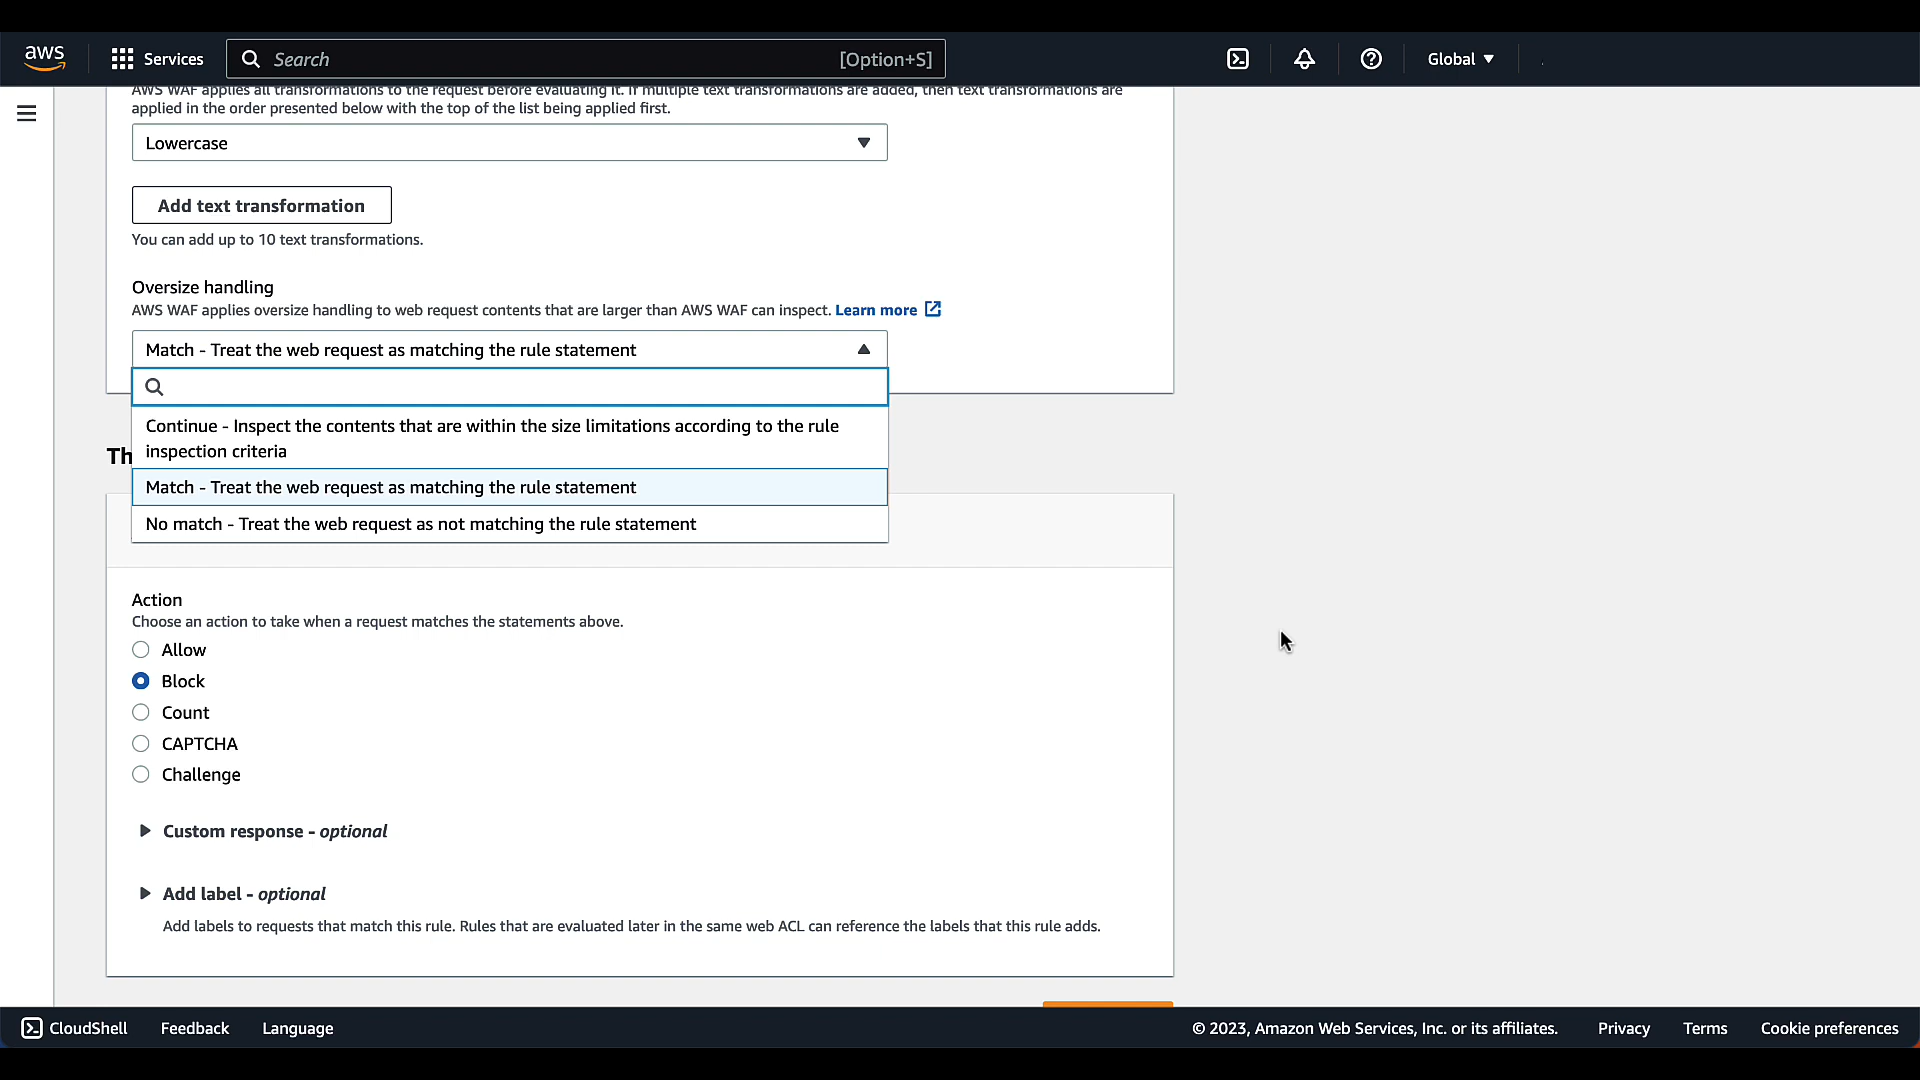 aws
Services
Search
[Option+S]
Global
AWS WAF applies all transformations to the request before evaluating it. If multiple text transformations are added, then text transformations are
applied in the order presented below with the top of the list being applied first.
Lowercase
Add text transformation
You can add up to 10 text transformations.
Oversize handling
AWS WAF applies oversize handling to web request contents that are larger than AWS WAF can inspect. Learn more
Match - Treat the web request as matching the rule statement
Continue - Inspect the contents that are within the size limitations according to the rule
inspection criteria
Th
Match - Treat the web request as matching the rule statement
No match - Treat the web request as not matching the rule statement
Action
Choose an action to take when a request matches the statements above.
Allow
Block
Count
CAPTCHA
Challenge
Custom response - optional
Add label - optional
Add labels to requests that match this rule. Rules that are evaluated later in the same web ACL can reference the labels that this rule adds.
CloudShell
Feedback
Language
© 2023, Amazon Web Services, Inc. or its affiliates.
Privacy
Terms
Cookie preferences